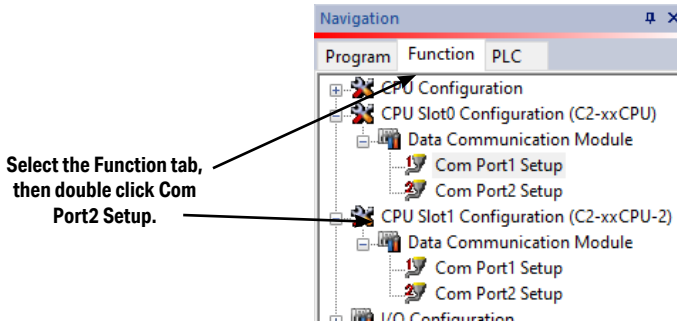 Navigation
Program Function PLC
CPU Configuration
CPU Slot0 Configuration (C2-xxCPU)
Data Communication Module
Com Port1 Setup
Com Port2 Setup
CPU Slot1 Configuration (C2-xxCPU-2)
Data Communication Module
Com Port1 Setup
Com Port2 Setup
I/O Configuration
Select the Function tab,
then double click Com
Port2 Setup.